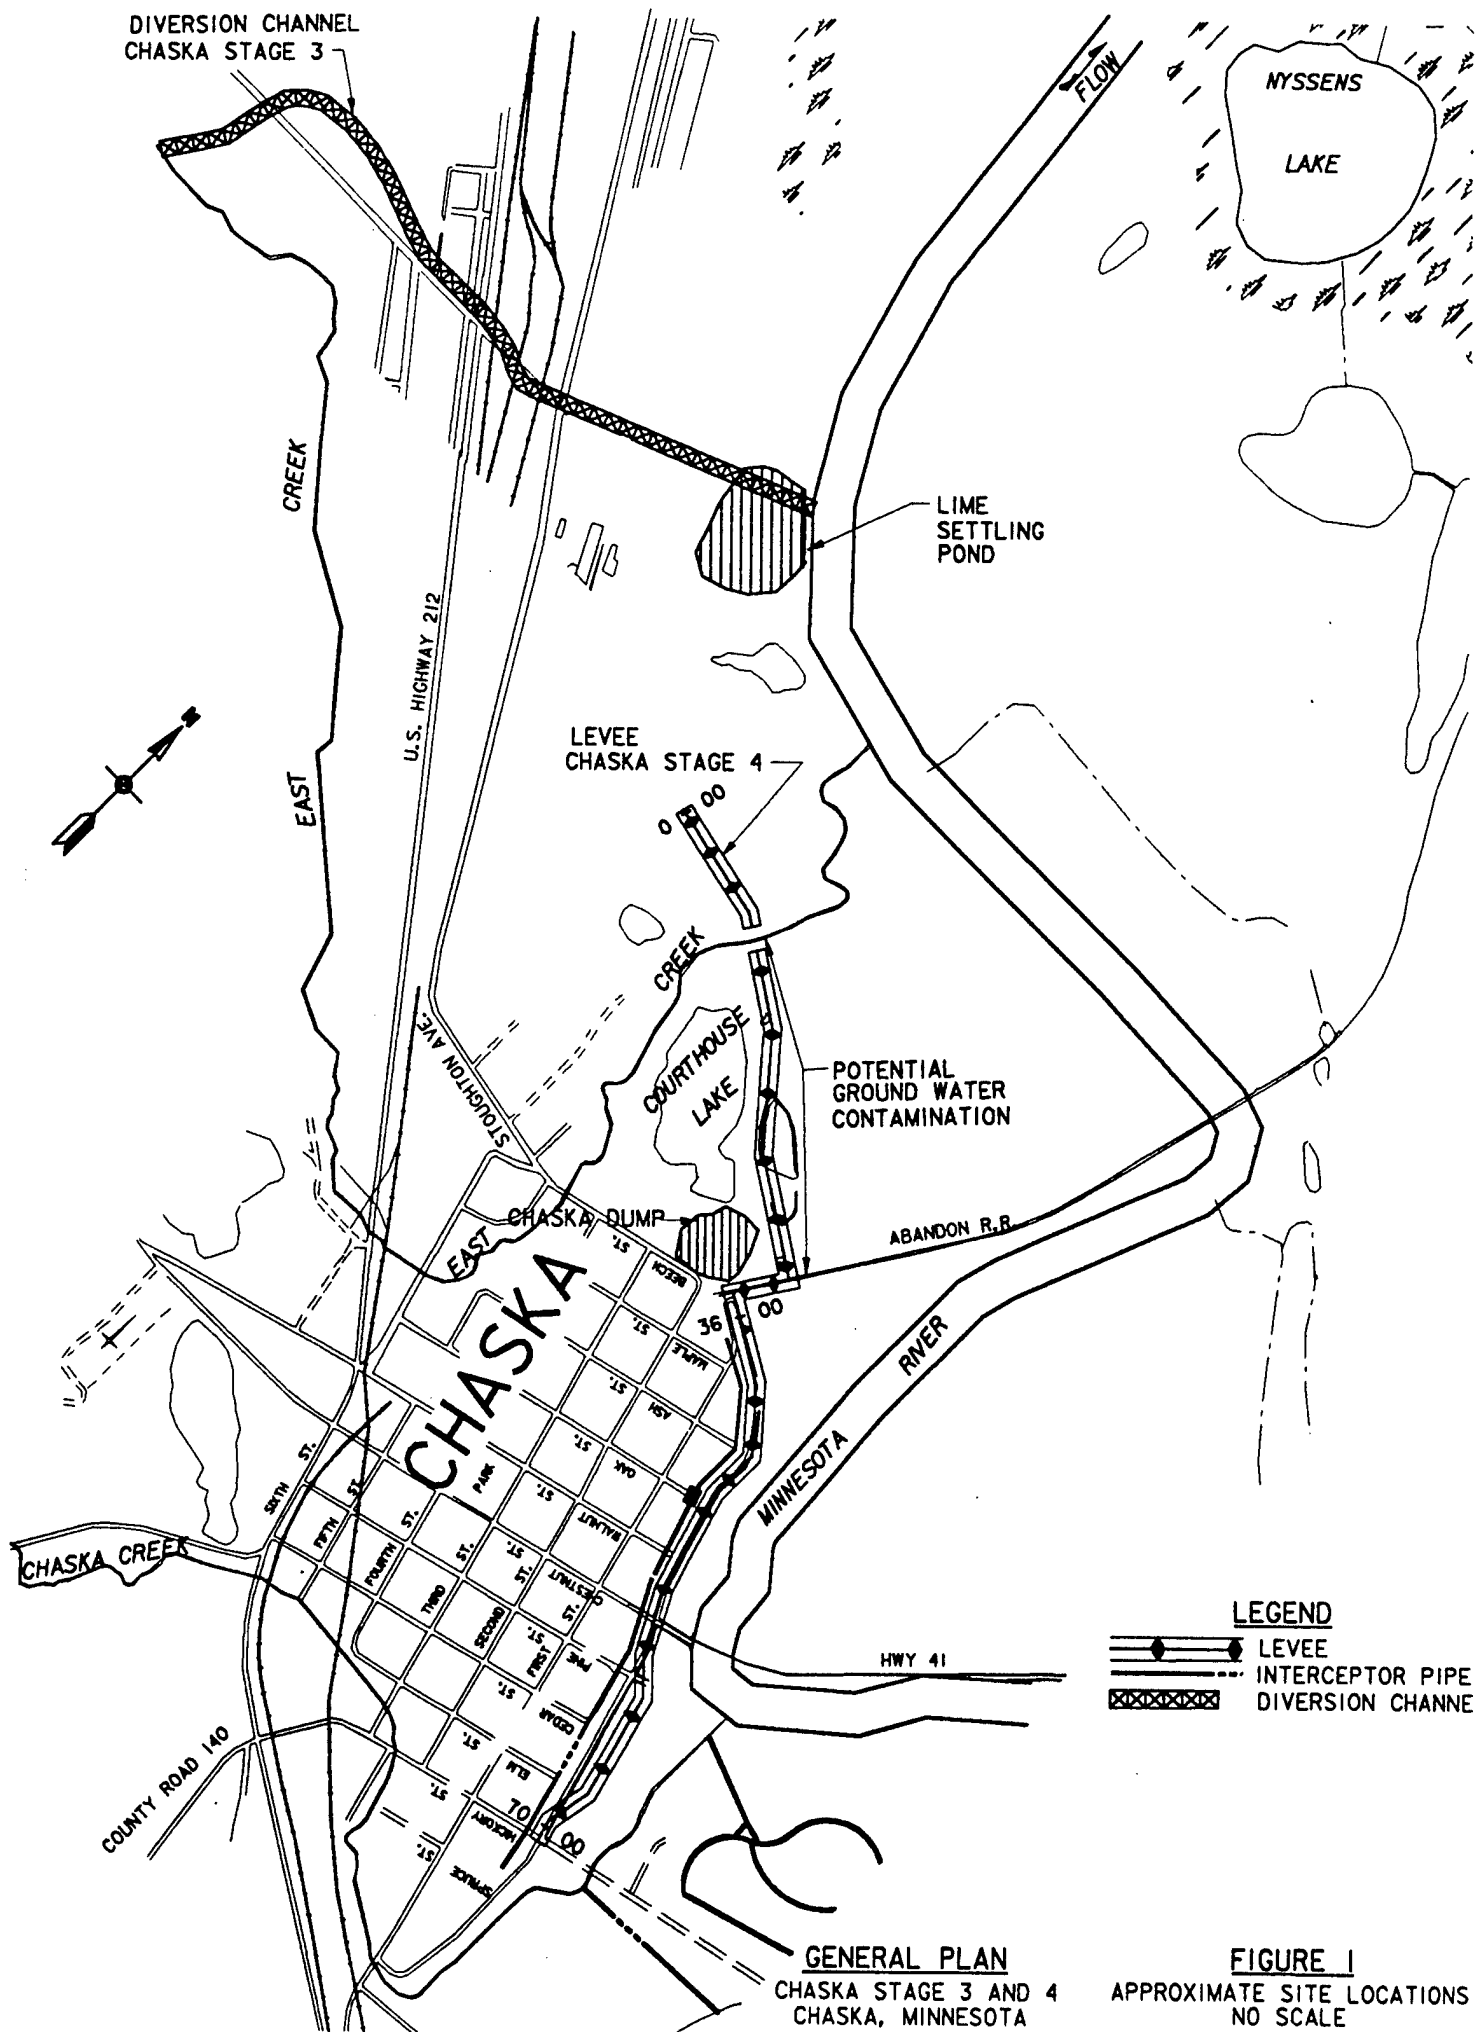 DIVERSION CHANNEL
CHASKA STAGE 3
FLOW
NYSSENS
LAKE
CREEK
LIME
SETTLING
POND
U.S. HIGHWAY 212
N
LEVEE
CHASKA STAGE 4
0 00
EAST
CREEK
STOUGHTON AVE.
COURTHOUSE
LAKE
POTENTIAL
GROUND WATER
CONTAMINATION
CHASKA DUMP
EAST
ABANDON R.R.
CHASKA
ST.
BEECH
36 00
ST.
MAPLE
ST.
ASH
RIVER
MINNESOTA
ST.
OAK
PARK
ST.
WALNUT
SIXTH ST.
FIFTH ST.
FOURTH ST.
THIRD ST.
SECOND ST.
FIRST ST.
ST.
CHESTNUT
CHASKA CREEK
ST.
PINE
HWY 41
LEGEND
LEVEE
INTERCEPTOR PIPE
DIVERSION CHANNE
ST.
CEDAR
ST.
ELM
COUNTY ROAD 140
70 00
ST.
HICKORY
ST.
SPRUCE
GENERAL PLAN
CHASKA STAGE 3 AND 4
CHASKA, MINNESOTA
FIGURE 1
APPROXIMATE SITE LOCATIONS
NO SCALE